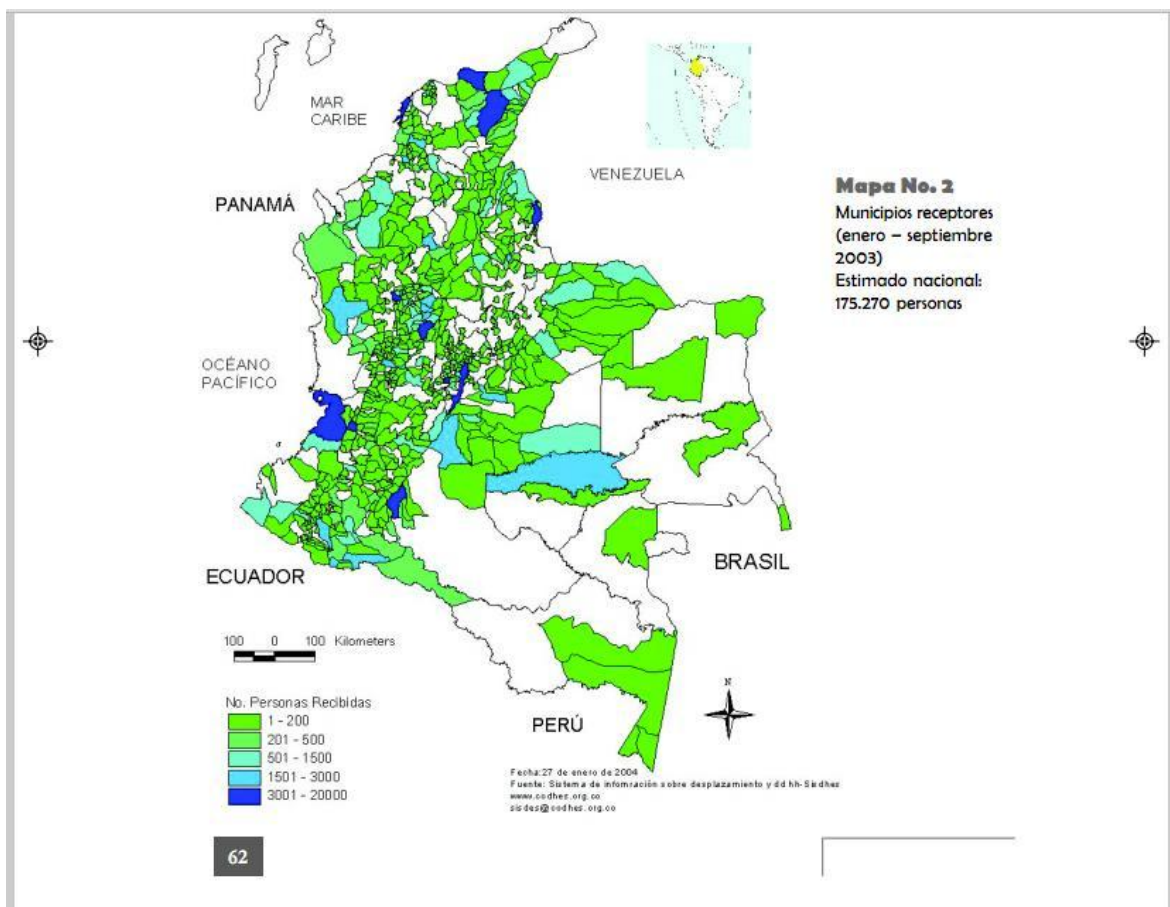 MAR
CARIBE
VENEZUELA
PANAMÁ
Mapa No. 2
Municipios receptores
(enero – septiembre
2003)
Estimado nacional:
175.270 personas
OCÉANO
PACÍFICO
BRASIL
ECUADOR
100 0 100 Kilometers
N
No. Personas Recibidas
1 - 200
201 - 500
501 - 1500
1501 - 3000
3001 - 20000
PERÚ
Fecha:27 de enero de 2004
Fuente: Sistema de infomración sobre desplazamiento y dd hh-Sisdhes
www.codhes.org.co
sisdes@codhes.org.co
62